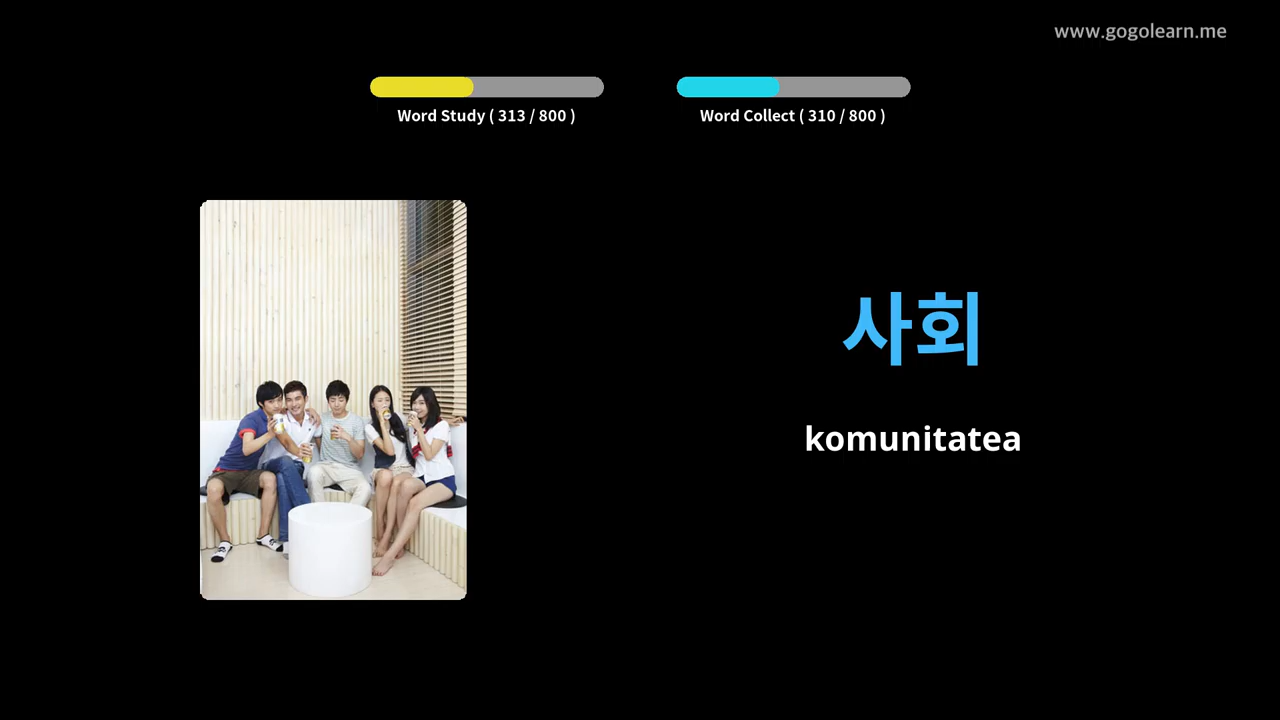 www.gogolearn.me
Word Study ( 313 / 800 )
Word Collect ( 310 / 800 )
사회
komunitatea